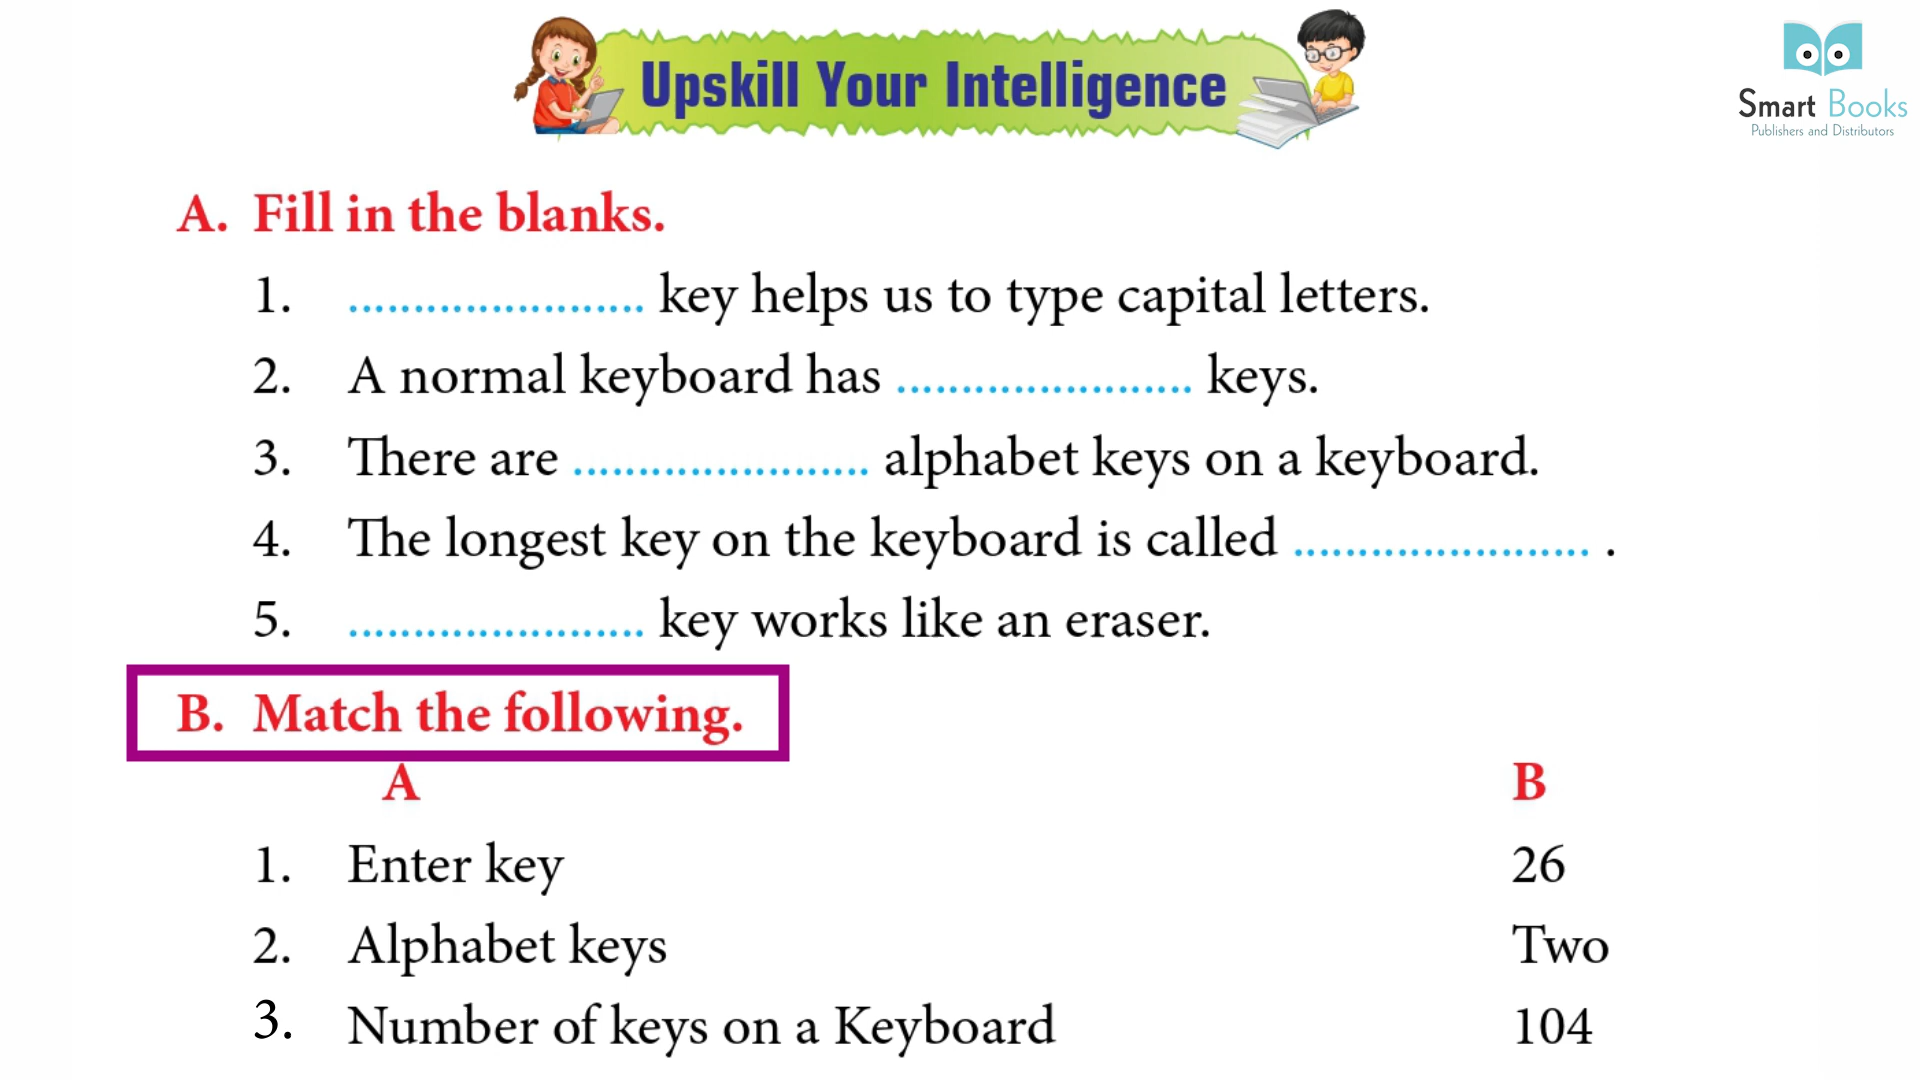 Upskill Your Intelligence
Smart Books
Publishers and Distributors
A. Fill in the blanks.
1. ....................... key helps us to type capital letters.
2. A normal keyboard has ....................... keys.
3. There are ....................... alphabet keys on a keyboard.
4. The longest key on the keyboard is called ....................... .
5. ....................... key works like an eraser.
B. Match the following.
A B
1. Enter key 26
2. Alphabet keys Two
3. Number of keys on a Keyboard 104